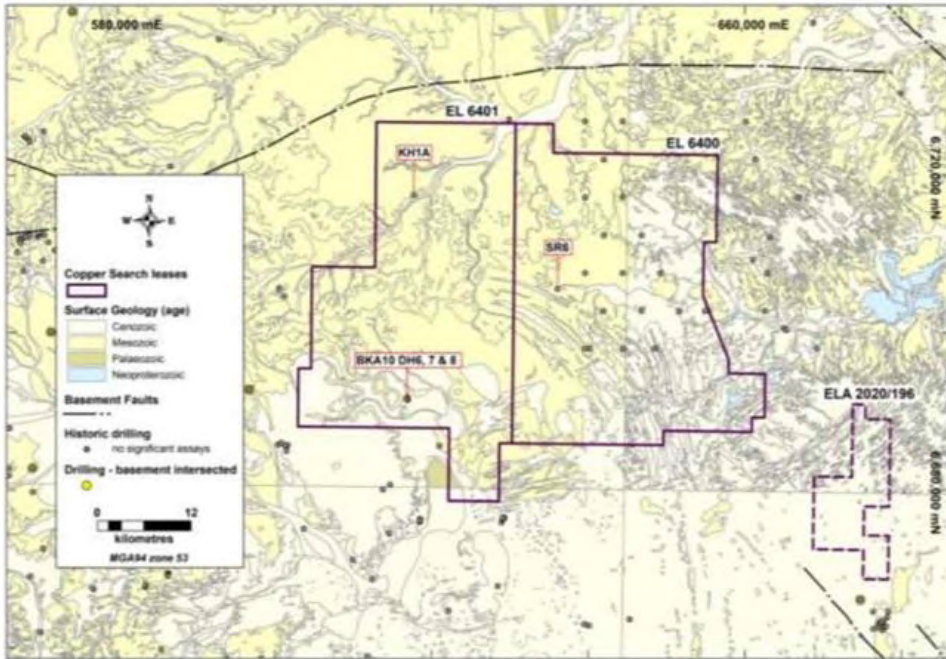 580,000 mE
660,000 mE
EL 6401
EL 6400
KH1A
6,720,000 mN
SR6
BKA10 DH6, 7 & 8
ELA 2020/196
6,680,000 mN
N
W E
S
Copper Search leases
Surface Geology (age)
Cenozoic
Mesozoic
Palaeozoic
Neoproterozoic
Basement Faults
Historic drilling
no significant assays
Drilling - basement intersected
0 12
kilometres
MGA94 zone 53